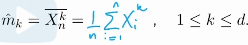 m̂_k = \overline{X_n^k} = \frac{1}{n} \sum_{i=1}^{n} X_i^k , 1 ≤ k ≤ d.